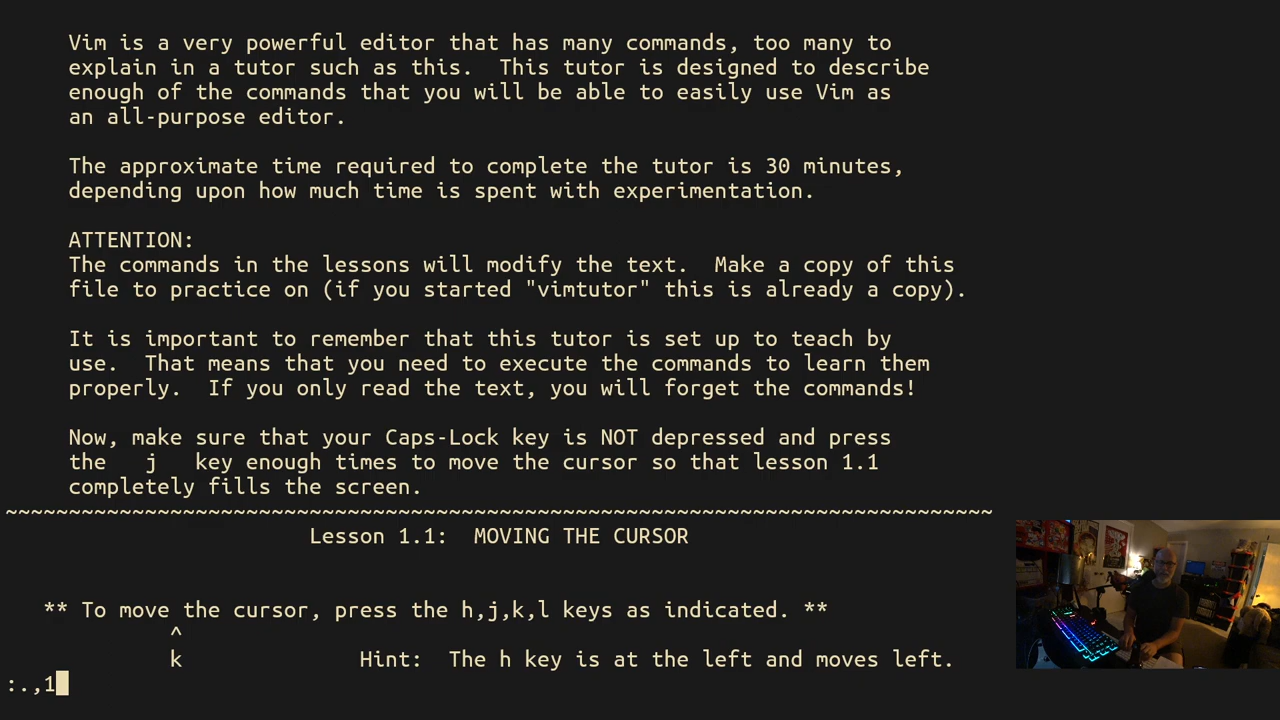 Vim is a very powerful editor that has many commands, too many to
explain in a tutor such as this.  This tutor is designed to describe
enough of the commands that you will be able to easily use Vim as
an all-purpose editor.
The approximate time required to complete the tutor is 30 minutes,
depending upon how much time is spent with experimentation.
ATTENTION:
The commands in the lessons will modify the text.  Make a copy of this
file to practice on (if you started "vimtutor" this is already a copy).
It is important to remember that this tutor is set up to teach by
use.  That means that you need to execute the commands to learn them
properly.  If you only read the text, you will forget the commands!
Now, make sure that your Caps-Lock key is NOT depressed and press
the   j   key enough times to move the cursor so that lesson 1.1
completely fills the screen.
~~~~~~~~~~~~~~~~~~~~~~~~~~~~~~~~~~~~~~~~~~~~~~~~~~~~~~~~~~~~~~~~~~~~~~~~~~~~~~
Lesson 1.1:  MOVING THE CURSOR
** To move the cursor, press the h,j,k,l keys as indicated. **
^
k              Hint:  The h key is at the left and moves left.
:.,1